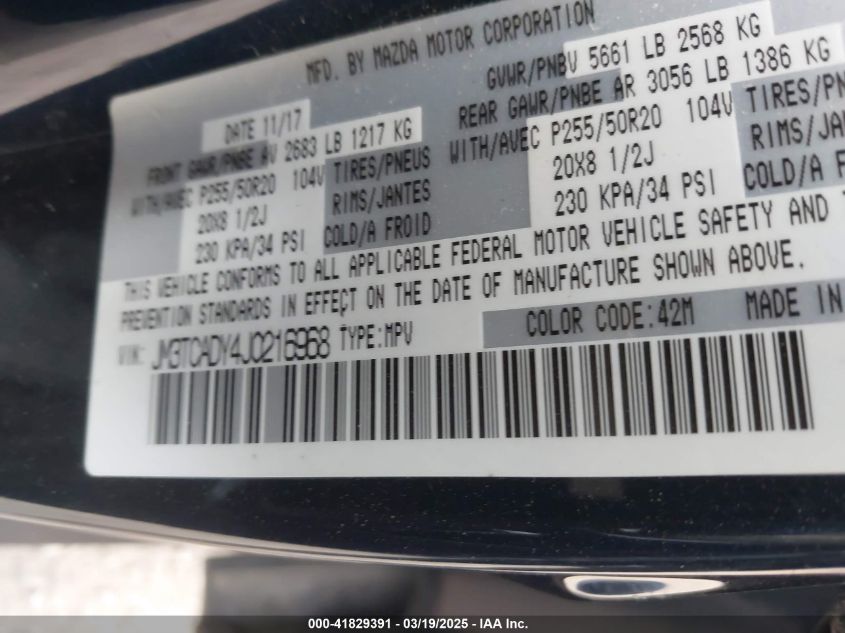 MFD. BY MAZDA MOTOR CORPORATION
DATE 11/17 GVWR/PNBV 5661 LB 2568 KG
FRONT GAWR/PNBE AV 2683 LB 1217 KG REAR GAWR/PNBE AR 3056 LB 1386 KG
WITH/AVEC P255/50R20 104V TIRES/PNEUS WITH/AVEC P255/50R20 104V TIRES/PN
20X8 1/2J RIMS/JANTES 20X8 1/2J RIMS/JANTE
230 KPA/34 PSI COLD/A FROID 230 KPA/34 PSI COLD/A FROI
THIS VEHICLE CONFORMS TO ALL APPLICABLE FEDERAL MOTOR VEHICLE SAFETY AND T
PREVENTION STANDARDS IN EFFECT ON THE DATE OF MANUFACTURE SHOWN ABOVE.
VIN: JM3TCADY4J0216968 TYPE:MPV COLOR CODE:42M MADE IN
000-41829391 - 03/19/2025 - IAA Inc.